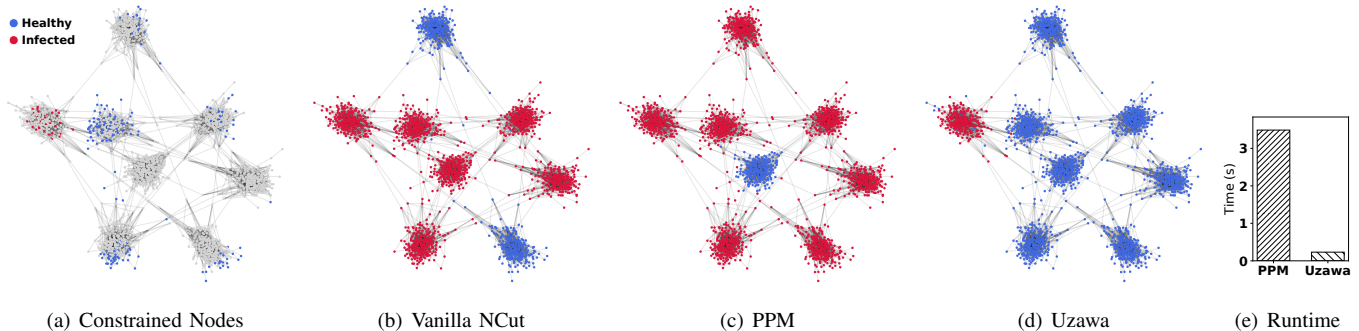 Healthy
Infected
3
2
1
0
Time (s)
PPM Uzawa
(a) Constrained Nodes
(b) Vanilla NCut
(c) PPM
(d) Uzawa
(e) Runtime